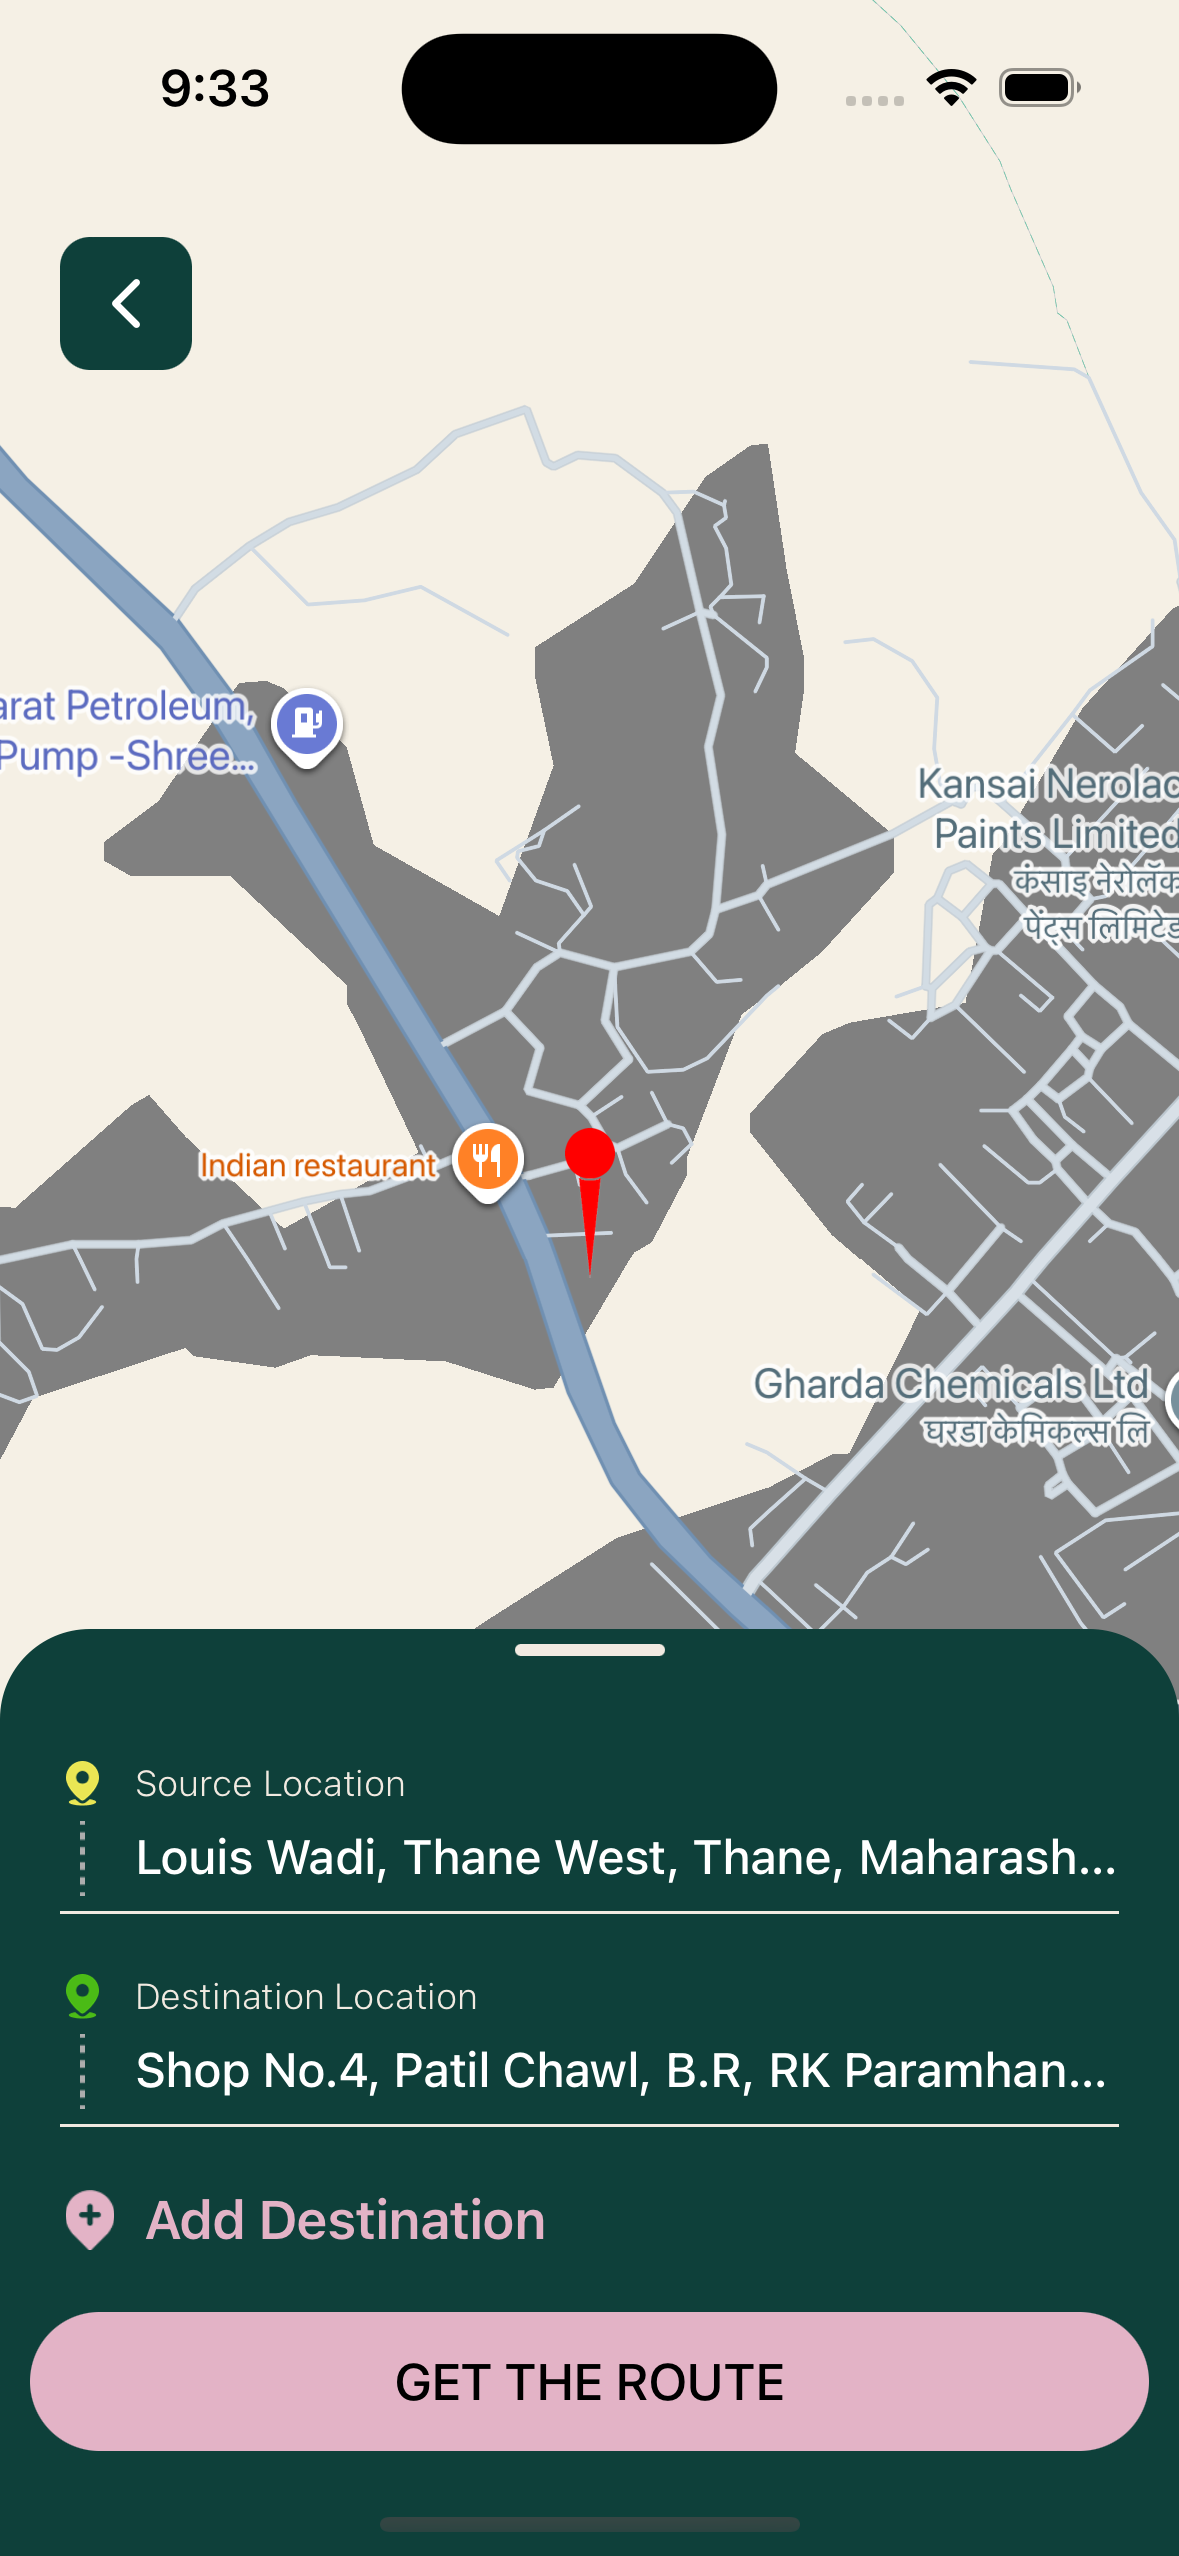 9:33
arat Petroleum,
Pump -Shree...
Kansai Nerolac
Paints Limited
कंसाइ नेरोलॅक
पेंट्स लिमिटेड
Indian restaurant
Gharda Chemicals Ltd
घरडा केमिकल्स लि
Source Location
Louis Wadi, Thane West, Thane, Maharash...
Destination Location
Shop No.4, Patil Chawl, B.R, RK Paramhan...
Add Destination
GET THE ROUTE